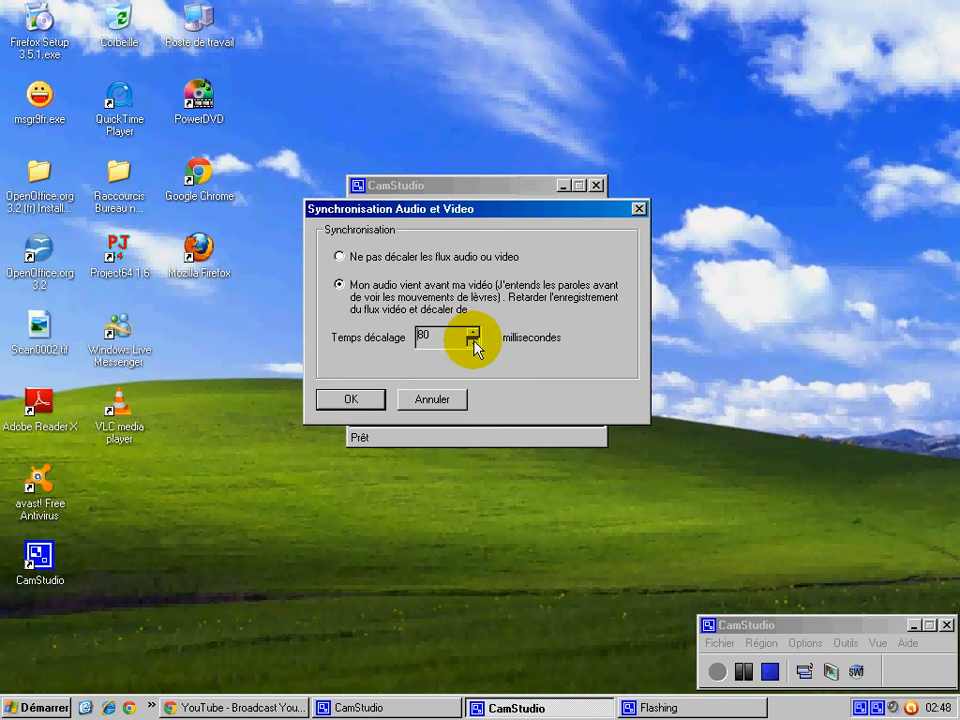 Firefox Setup
3.5.1.exe
Corbeille
Poste de travail
msgr9fr.exe
QuickTime
Player
PowerDVD
OpenOffice.org
3.2 (fr) Install...
Raccourcis
Bureau n...
Google Chrome
OpenOffice.org
3.2
Project64 1.6
Mozilla Firefox
Scan0002.tif
Windows Live
Messenger
Adobe Reader X
VLC media
player
avast! Free
Antivirus
CamStudio
CamStudio
Synchronisation Audio et Video
Synchronisation
Ne pas décaler les flux audio ou video
Mon audio vient avant ma vidéo (J'entends les paroles avant
de voir les mouvements de lèvres) . Retarder l'enregistrement
du flux vidéo et décaler de
Temps décalage 80 millisecondes
OK Annuler
Prêt
CamStudio
Fichier Région Options Outils Vue Aide
SWF
Démarrer » YouTube - Broadcast You... CamStudio CamStudio Flashing 02:48